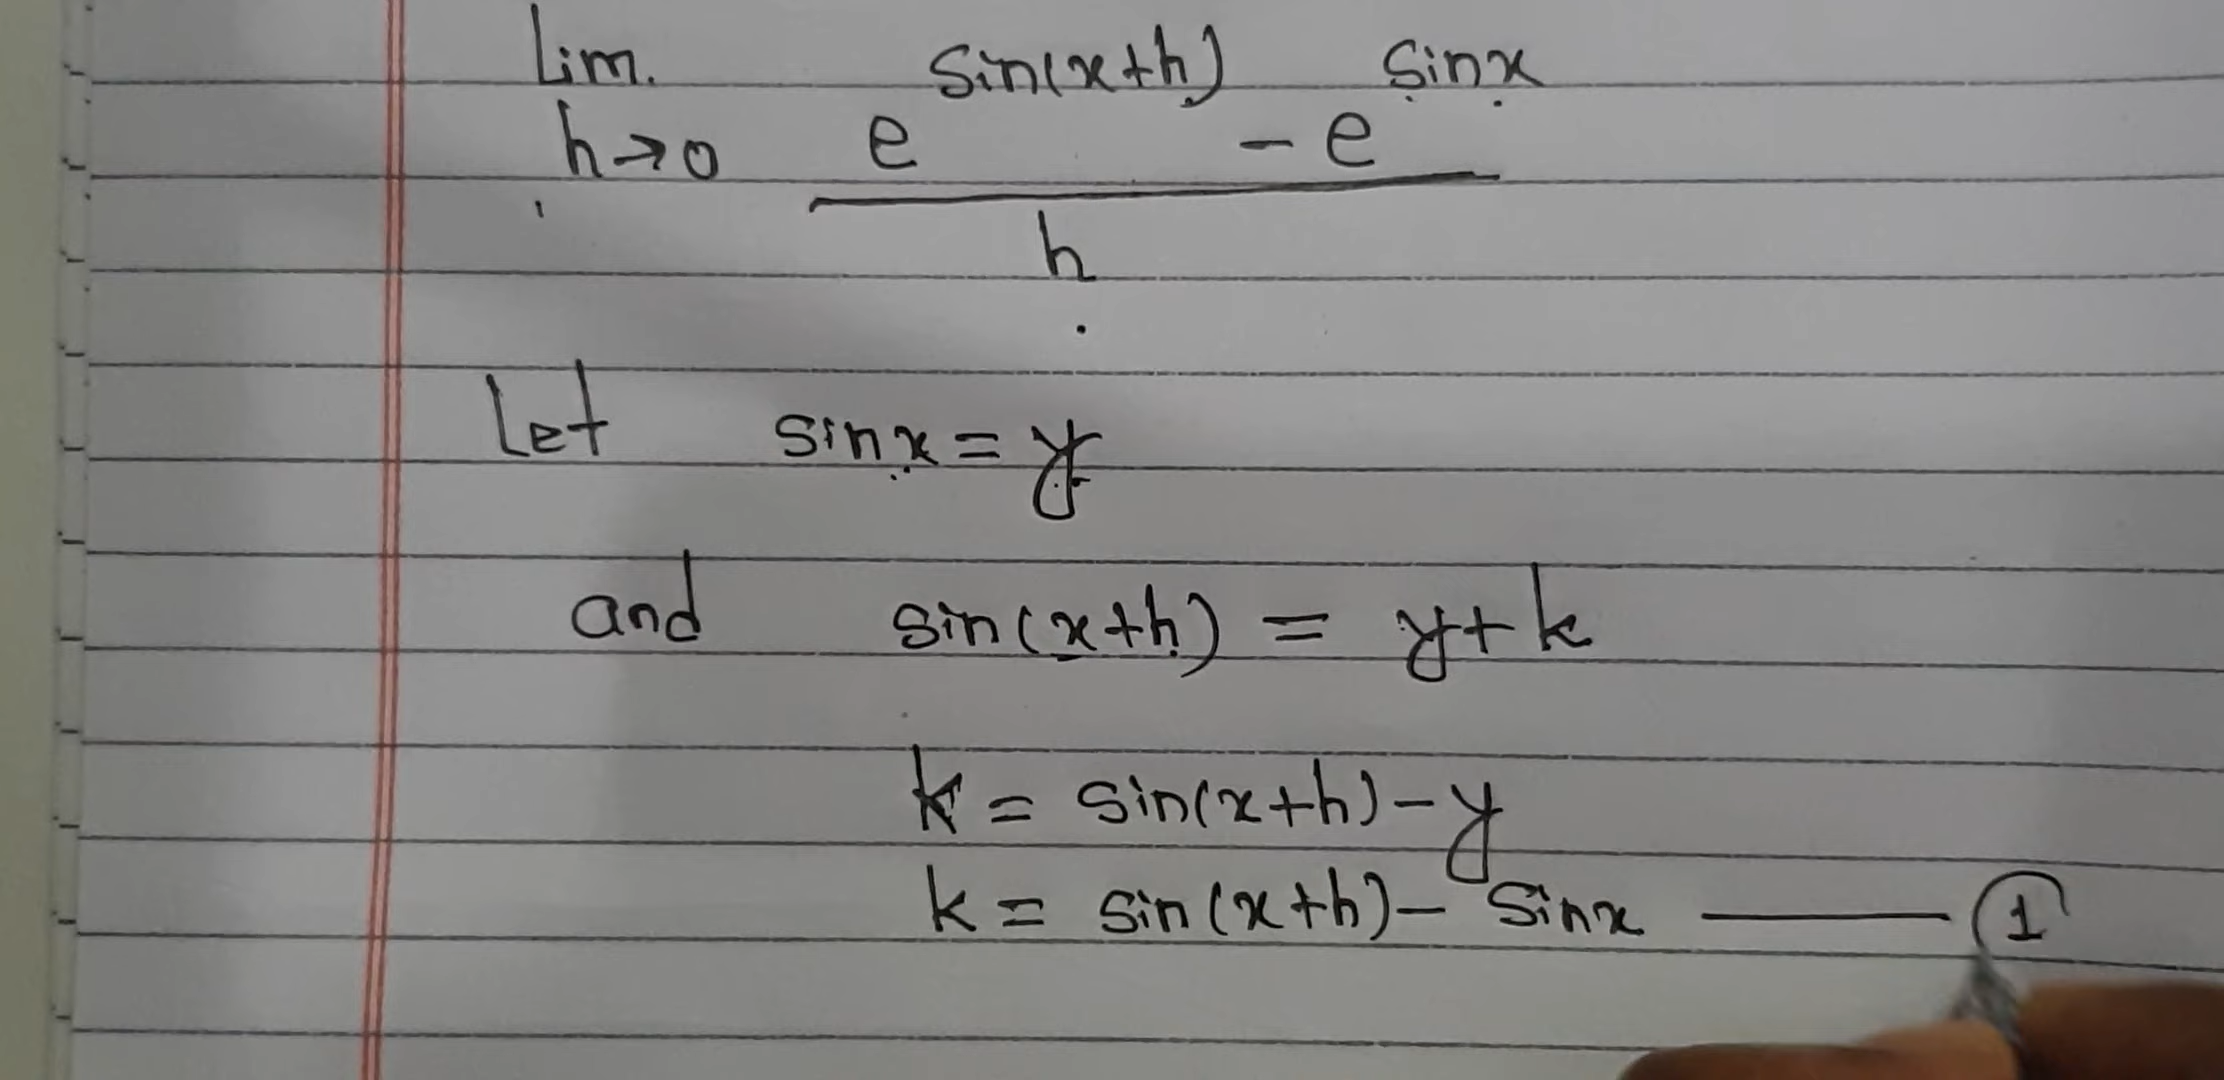 Lim. sin(x+h) sinx
h→0 e - e
h
Let sinx = y
and sin(x+h) = y+k
k = sin(x+h)-y
k = sin(x+h)- sinx —— 1